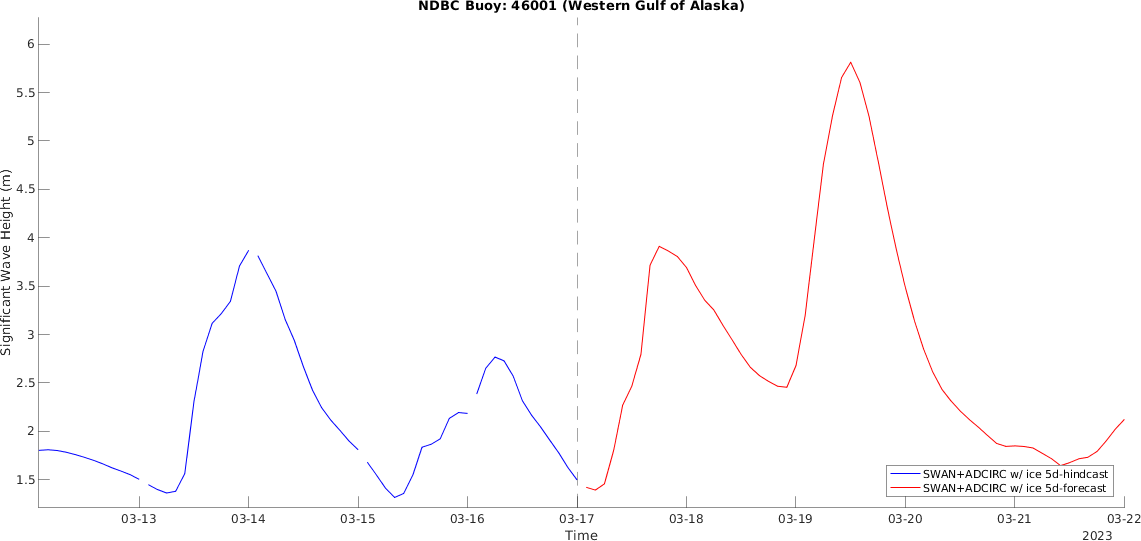 NDBC Buoy: 46001 (Western Gulf of Alaska)
Significant Wave Height (m)
6
5.5
5
4.5
4
3.5
3
2.5
2
1.5
SWAN+ADCIRC w/ ice 5d-hindcast
SWAN+ADCIRC w/ ice 5d-forecast
03-13 03-14 03-15 03-16 03-17 03-18 03-19 03-20 03-21 03-22
Time
2023